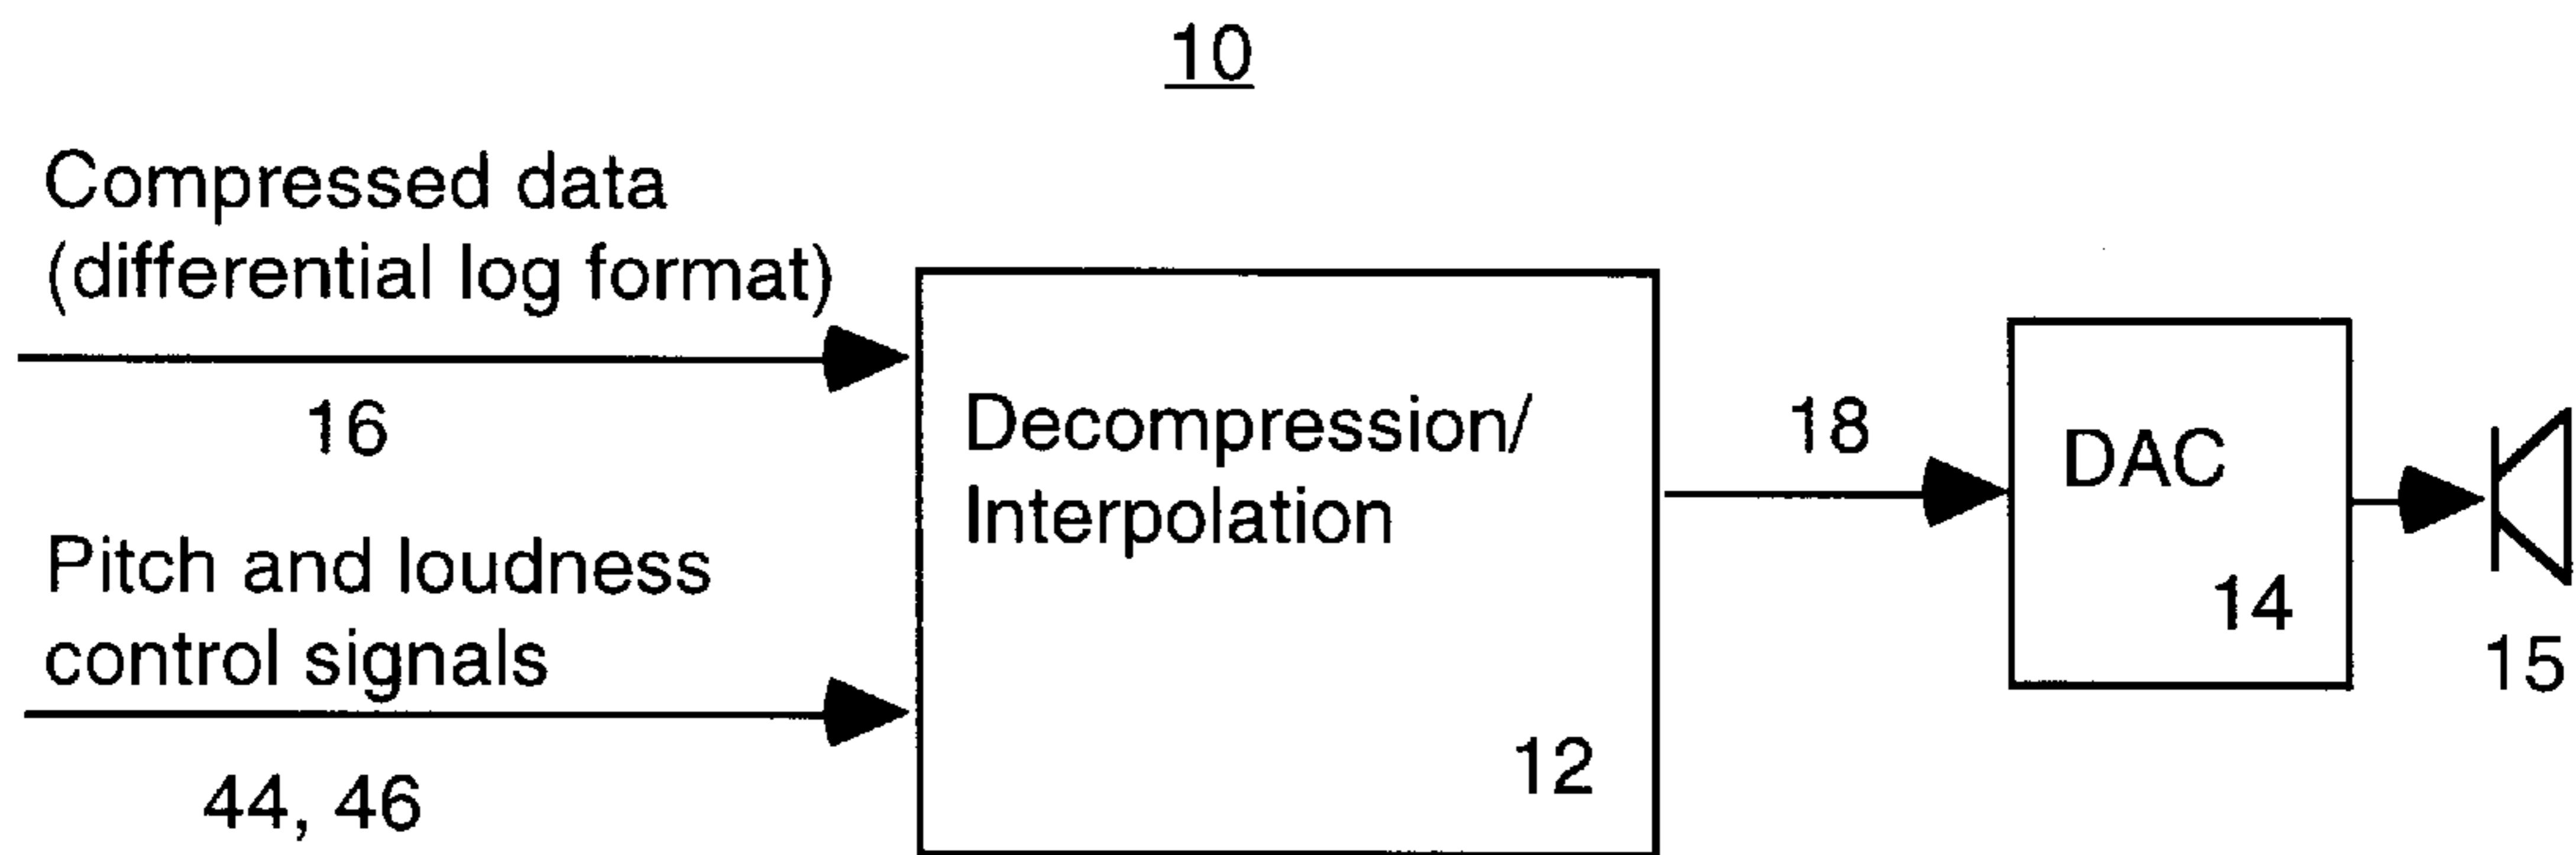 10
Compressed data
(differential log format)
16
Pitch and loudness
control signals
44, 46
Decompression/
Interpolation
12
18
DAC
14
15